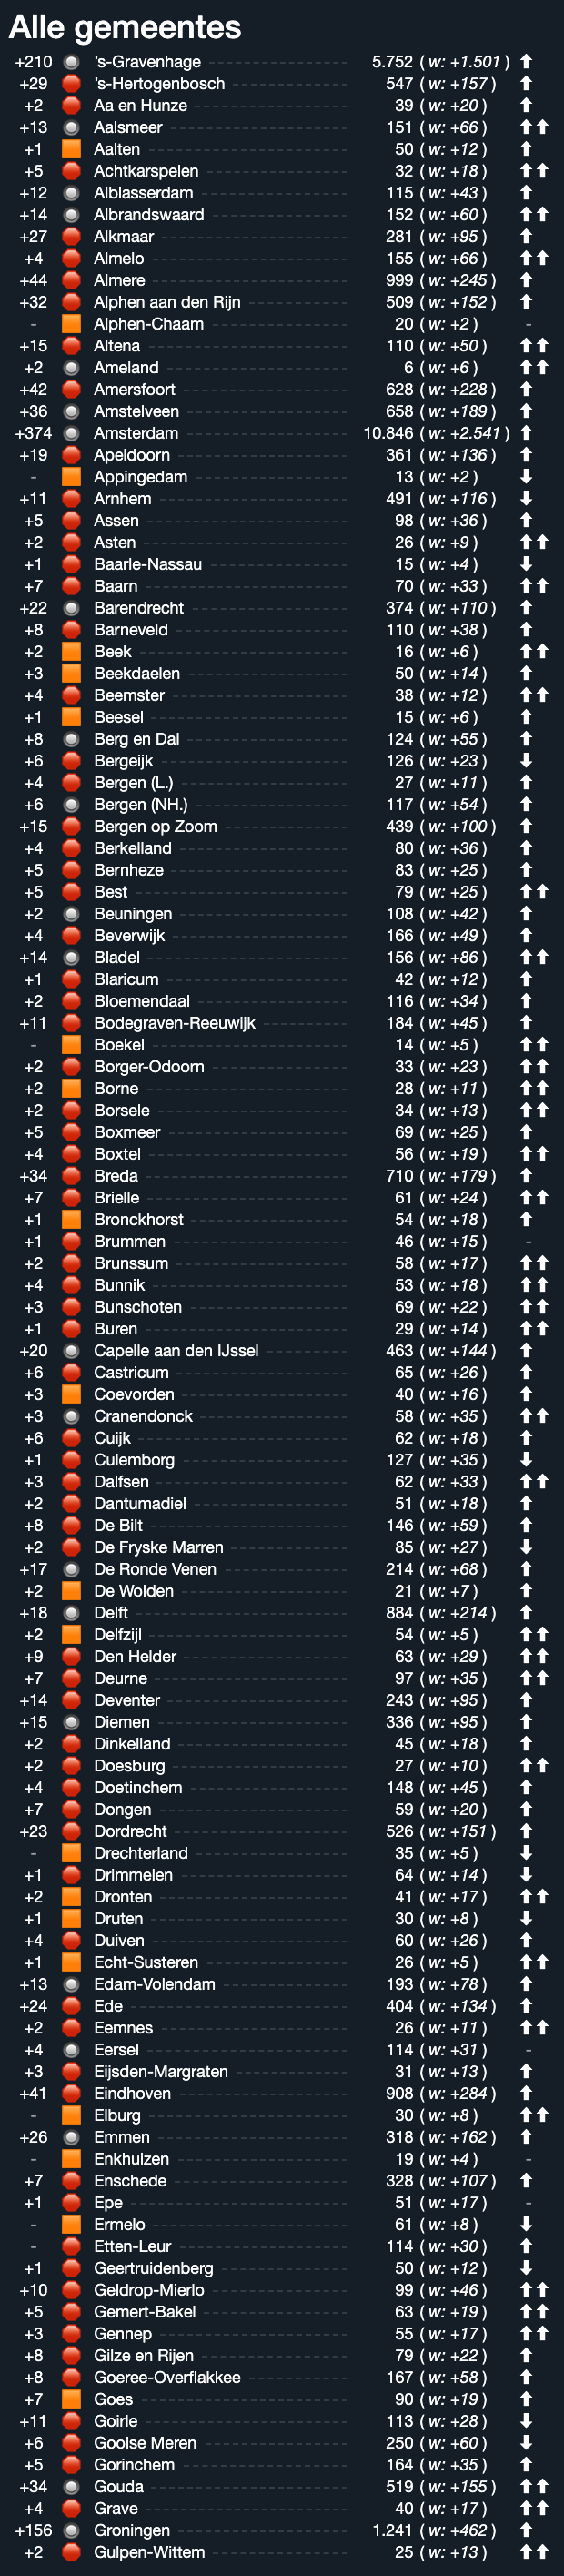 Alle gemeentes
+210 's-Gravenhage 5.752 ( w: +1.501 )
+29 's-Hertogenbosch 547 ( w: +157 )
+2 Aa en Hunze 39 ( w: +20 )
+13 Aalsmeer 151 ( w: +66 )
+1 Aalten 50 ( w: +12 )
+5 Achtkarspelen 32 ( w: +18 )
+12 Alblasserdam 115 ( w: +43 )
+14 Albrandswaard 152 ( w: +60 )
+27 Alkmaar 281 ( w: +95 )
+4 Almelo 155 ( w: +66 )
+44 Almere 999 ( w: +245 )
+32 Alphen aan den Rijn 509 ( w: +152 )
- Alphen-Chaam 20 ( w: +2 ) -
+15 Altena 110 ( w: +50 )
+2 Ameland 6 ( w: +6 )
+42 Amersfoort 628 ( w: +228 )
+36 Amstelveen 658 ( w: +189 )
+374 Amsterdam 10.846 ( w: +2.541 )
+19 Apeldoorn 361 ( w: +136 )
- Appingedam 13 ( w: +2 )
+11 Arnhem 491 ( w: +116 )
+5 Assen 98 ( w: +36 )
+2 Asten 26 ( w: +9 )
+1 Baarle-Nassau 15 ( w: +4 )
+7 Baarn 70 ( w: +33 )
+22 Barendrecht 374 ( w: +110 )
+8 Barneveld 110 ( w: +38 )
+2 Beek 16 ( w: +6 )
+3 Beekdaelen 50 ( w: +14 )
+4 Beemster 38 ( w: +12 )
+1 Beesel 15 ( w: +6 )
+8 Berg en Dal 124 ( w: +55 )
+6 Bergeijk 126 ( w: +23 )
+4 Bergen (L.) 27 ( w: +11 )
+6 Bergen (NH.) 117 ( w: +54 )
+15 Bergen op Zoom 439 ( w: +100 )
+4 Berkelland 80 ( w: +36 )
+5 Bernheze 83 ( w: +25 )
+5 Best 79 ( w: +25 )
+2 Beuningen 108 ( w: +42 )
+4 Beverwijk 166 ( w: +49 )
+14 Bladel 156 ( w: +86 )
+1 Blaricum 42 ( w: +12 )
+2 Bloemendaal 116 ( w: +34 )
+11 Bodegraven-Reeuwijk 184 ( w: +45 )
- Boekel 14 ( w: +5 )
+2 Borger-Odoorn 33 ( w: +23 )
+2 Borne 28 ( w: +11 )
+2 Borsele 34 ( w: +13 )
+5 Boxmeer 69 ( w: +25 )
+4 Boxtel 56 ( w: +19 )
+34 Breda 710 ( w: +179 )
+7 Brielle 61 ( w: +24 )
+1 Bronckhorst 54 ( w: +18 )
+1 Brummen 46 ( w: +15 ) -
+2 Brunssum 58 ( w: +17 )
+4 Bunnik 53 ( w: +18 )
+3 Bunschoten 69 ( w: +22 )
+1 Buren 29 ( w: +14 )
+20 Capelle aan den IJssel 463 ( w: +144 )
+6 Castricum 65 ( w: +26 )
+3 Coevorden 40 ( w: +16 )
+3 Cranendonck 58 ( w: +35 )
+6 Cuijk 62 ( w: +18 )
+1 Culemborg 127 ( w: +35 )
+3 Dalfsen 62 ( w: +33 )
+2 Dantumadiel 51 ( w: +18 )
+8 De Bilt 146 ( w: +59 )
+2 De Fryske Marren 85 ( w: +27 )
+17 De Ronde Venen 214 ( w: +68 )
+2 De Wolden 21 ( w: +7 )
+18 Delft 884 ( w: +214 )
+2 Delfzijl 54 ( w: +5 )
+9 Den Helder 63 ( w: +29 )
+7 Deurne 97 ( w: +35 )
+14 Deventer 243 ( w: +95 )
+15 Diemen 336 ( w: +95 )
+2 Dinkelland 45 ( w: +18 )
+2 Doesburg 27 ( w: +10 )
+4 Doetinchem 148 ( w: +45 )
+7 Dongen 59 ( w: +20 )
+23 Dordrecht 526 ( w: +151 )
- Drechterland 35 ( w: +5 )
+1 Drimmelen 64 ( w: +14 )
+2 Dronten 41 ( w: +17 )
+1 Druten 30 ( w: +8 )
+4 Duiven 60 ( w: +26 )
+1 Echt-Susteren 26 ( w: +5 )
+13 Edam-Volendam 193 ( w: +78 )
+24 Ede 404 ( w: +134 )
+2 Eemnes 26 ( w: +11 )
+4 Eersel 114 ( w: +31 ) -
+3 Eijsden-Margraten 31 ( w: +13 )
+41 Eindhoven 908 ( w: +284 )
- Elburg 30 ( w: +8 )
+26 Emmen 318 ( w: +162 )
- Enkhuizen 19 ( w: +4 ) -
+7 Enschede 328 ( w: +107 )
+1 Epe 51 ( w: +17 ) -
- Ermelo 61 ( w: +8 )
- Etten-Leur 114 ( w: +30 )
+1 Geertruidenberg 50 ( w: +12 )
+10 Geldrop-Mierlo 99 ( w: +46 )
+5 Gemert-Bakel 63 ( w: +19 )
+3 Gennep 55 ( w: +17 )
+8 Gilze en Rijen 79 ( w: +22 )
+8 Goeree-Overflakkee 167 ( w: +58 )
+7 Goes 90 ( w: +19 )
+11 Goirle 113 ( w: +28 )
+6 Gooise Meren 250 ( w: +60 )
+5 Gorinchem 164 ( w: +35 )
+34 Gouda 519 ( w: +155 )
+4 Grave 40 ( w: +17 )
+156 Groningen 1.241 ( w: +462 )
+2 Gulpen-Wittem 25 ( w: +13 )